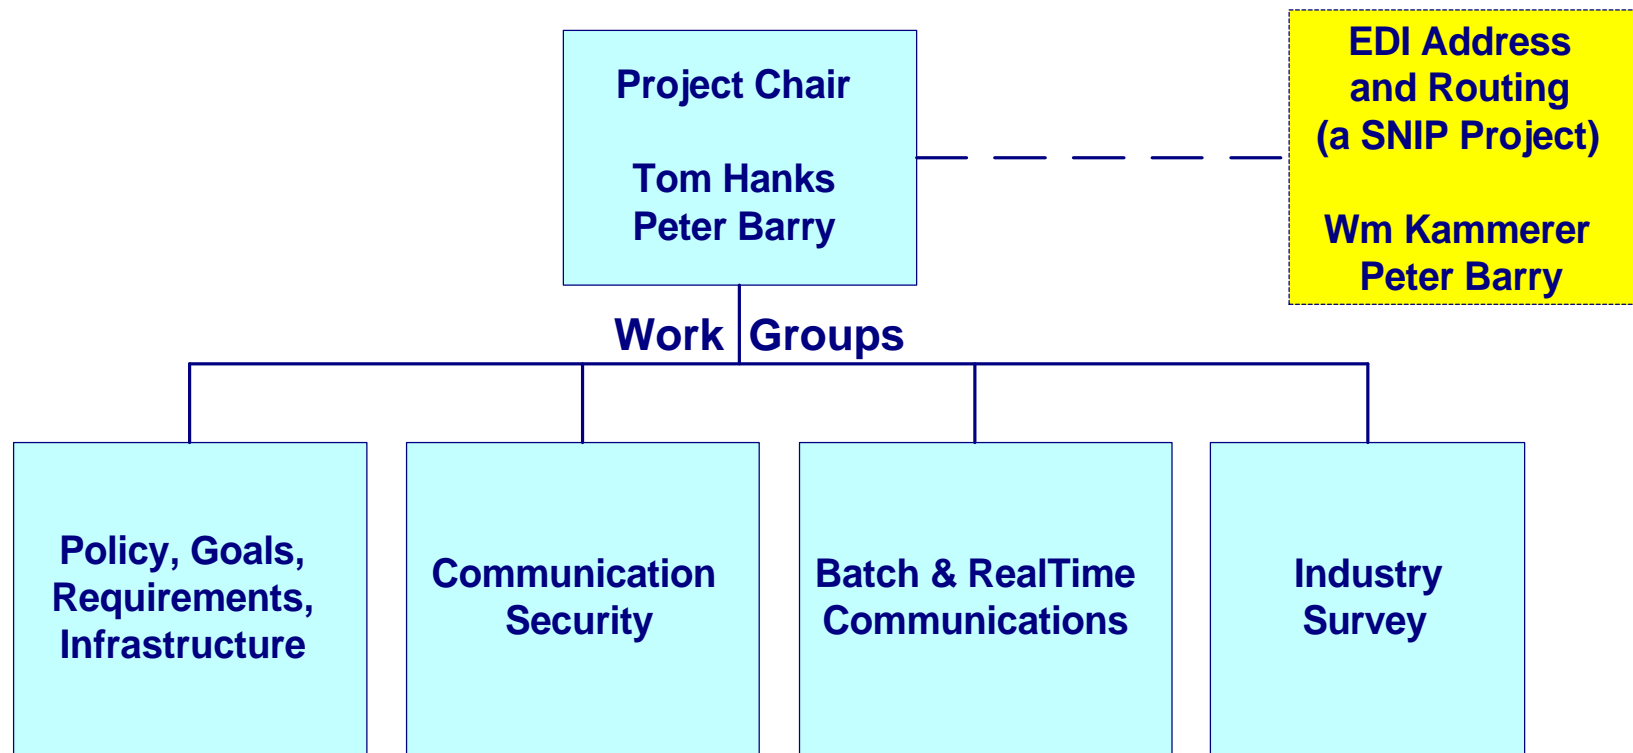 Project Chair
Tom Hanks
Peter Barry
EDI Address
and Routing
(a SNIP Project)
Wm Kammerer
Peter Barry
Work Groups
Policy, Goals,
Requirements,
Infrastructure
Communication
Security
Batch & RealTime
Communications
Industry
Survey